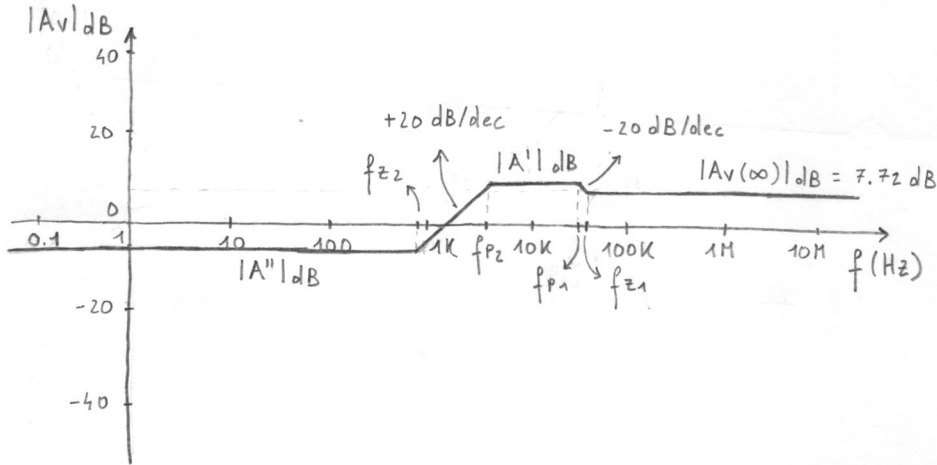 |Av|dB
40
+20 dB/dec
-20 dB/dec
20
fz2
|A'|dB
|Av(∞)|dB = 7.72 dB
0
0.1 1 10 100 1K fp2 10K 100K 1M 10M
|A"|dB
fp1 fz1
f(Hz)
-20
-40